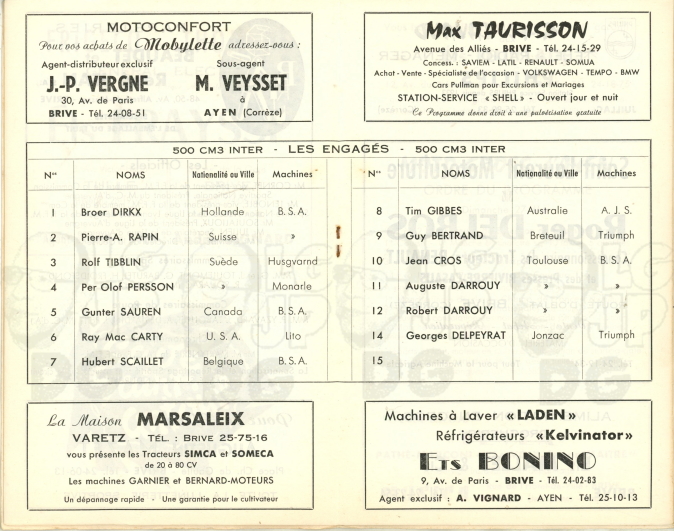 MOTOCONFORT
Pour vos achats de Mobylette adressez-vous :
Agent-distributeur exclusif Sous-agent
J.-P. VERGNE M. VEYSSET
30, Av. de Paris à
BRIVE - Tél. 24-08-51 AYEN (Corrèze)
Max TAURISSON
Avenue des Alliés - BRIVE - Tél. 24-15-29
Concess. : SAVIEM - LATIL - RENAULT - SOMUA
Achat - Vente - Spécialiste de l'occasion - VOLKSWAGEN - TEMPO - BMW
Cars Pullman pour Excursions et Mariages
STATION-SERVICE « SHELL » - Ouvert jour et nuit
Ce Programme donne droit à une pulvérisation gratuite
500 CM3 INTER - LES ENGAGÉS - 500 CM3 INTER
Nos NOMS Nationalité ou Ville Machines
1 Broer DIRKX Hollande B.S.A.
2 Pierre-A. RAPIN Suisse »
3 Rolf TIBBLIN Suède Husgvarnd
4 Per Olof PERSSON » Monarle
5 Gunter SAUREN Canada B.S.A.
6 Ray Mac CARTY U.S.A. Lito
7 Hubert SCAILLET Belgique B.S.A.
Nos NOMS Nationalité ou Ville Machines
8 Tim GIBBES Australie A.J.S.
9 Guy BERTRAND Breteuil Triumph
10 Jean CROS Toulouse B.S.A.
11 Auguste DARROUY » »
12 Robert DARROUY » »
14 Georges DELPEYRAT Jonzac Triumph
15
La Maison MARSALEIX
VARETZ - TÉL. : BRIVE 25-75-16
vous présente les Tracteurs SIMCA et SOMECA
de 20 à 80 CV
Les machines GARNIER et BERNARD-MOTEURS
Un dépannage rapide - Une garantie pour le cultivateur
Machines à Laver «LADEN»
Réfrigérateurs «Kelvinator»
ETS BONINO
9, Av. de Paris - BRIVE - Tél. 24-02-83
Agent exclusif : A. VIGNARD - AYEN - Tél. 25-10-13